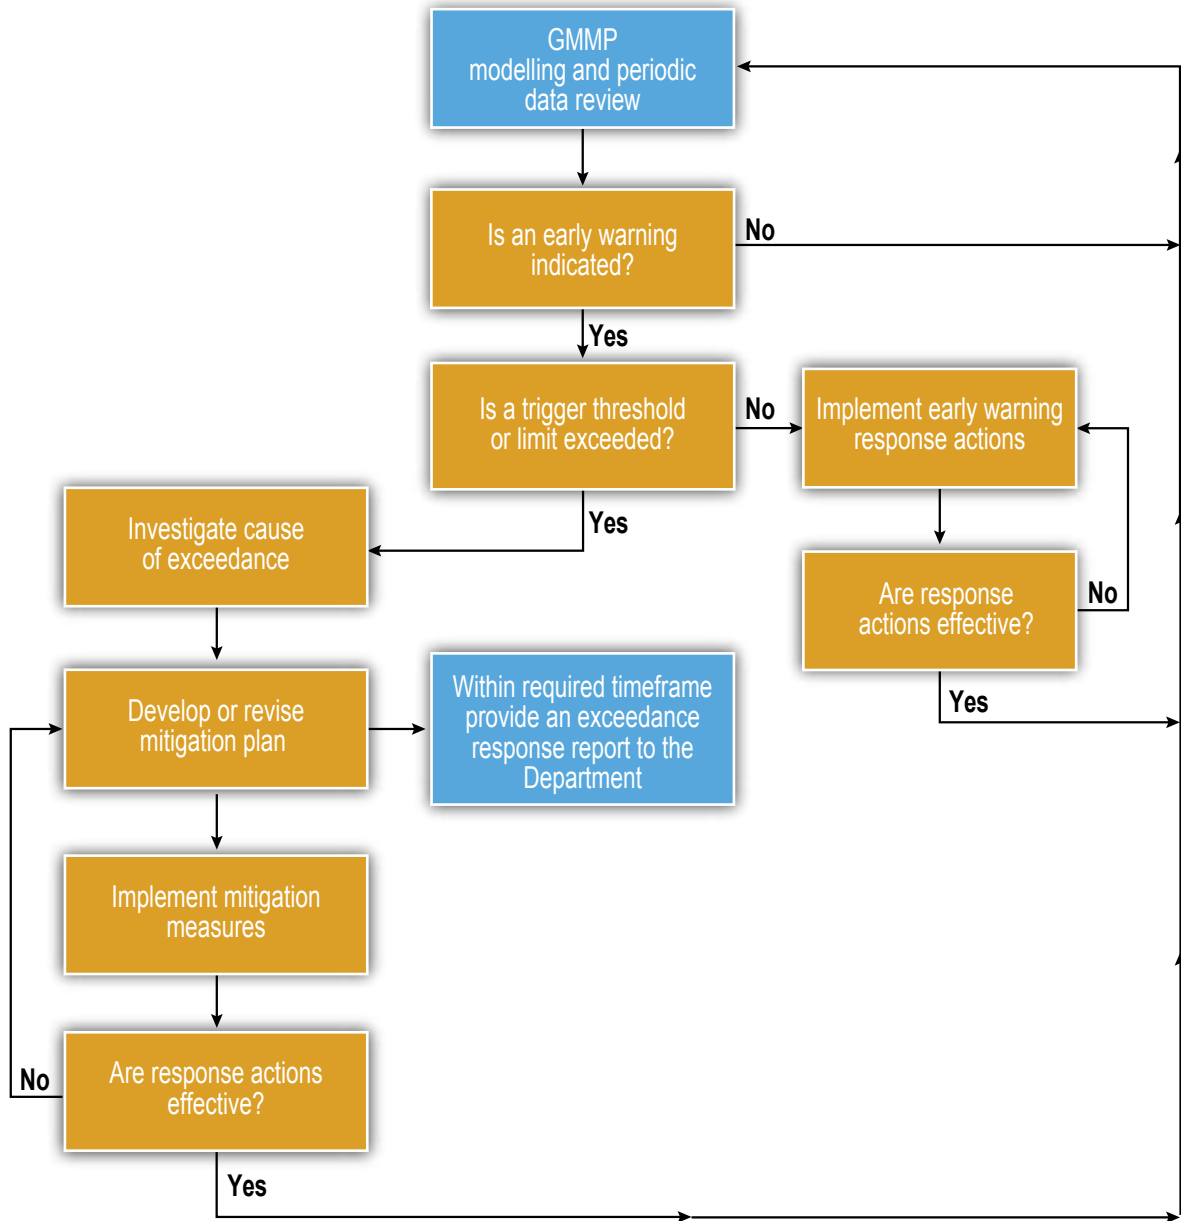 GMMP
modelling and periodic
data review
Is an early warning
indicated?
No
Yes
Is a trigger threshold
or limit exceeded?
No
Implement early warning
response actions
Yes
Investigate cause
of exceedance
Are response
actions effective?
No
Yes
Develop or revise
mitigation plan
Within required timeframe
provide an exceedance
response report to the
Department
Implement mitigation
measures
Are response actions
effective?
No
Yes